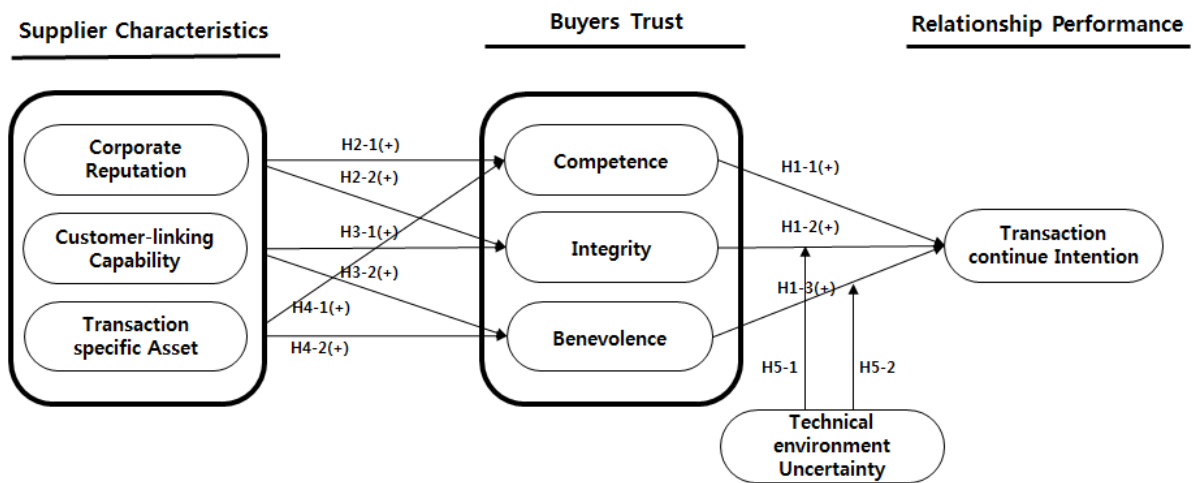 Supplier Characteristics
Buyers Trust
Relationship Performance
Corporate
Reputation
Customer-linking
Capability
Transaction
specific Asset
H2-1(+)
H2-2(+)
H3-1(+)
H3-2(+)
H4-1(+)
H4-2(+)
Competence
Integrity
Benevolence
H1-1(+)
H1-2(+)
H1-3(+)
H5-1
H5-2
Transaction
continue Intention
Technical
environment
Uncertainty